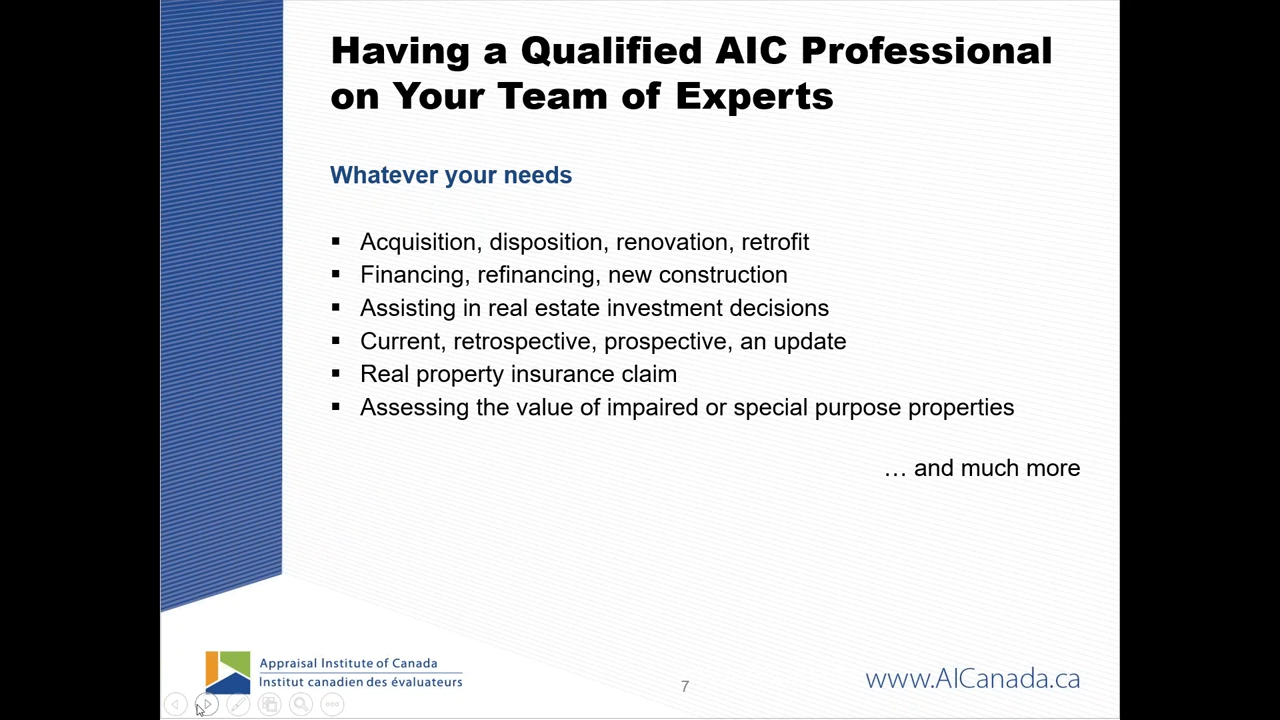 Having a Qualified AIC Professional
on Your Team of Experts
Whatever your needs
▪ Acquisition, disposition, renovation, retrofit
▪ Financing, refinancing, new construction
▪ Assisting in real estate investment decisions
▪ Current, retrospective, prospective, an update
▪ Real property insurance claim
▪ Assessing the value of impaired or special purpose properties
… and much more
Appraisal Institute of Canada
Institut canadien des évaluateurs
7
www.AICanada.ca